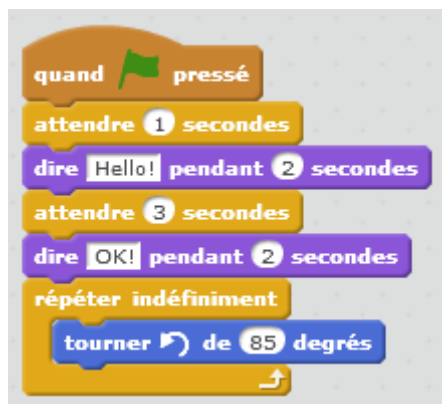 quand pressé
attendre 1 secondes
dire Hello! pendant 2 secondes
attendre 3 secondes
dire OK! pendant 2 secondes
répéter indéfiniment
tourner de 85 degrés